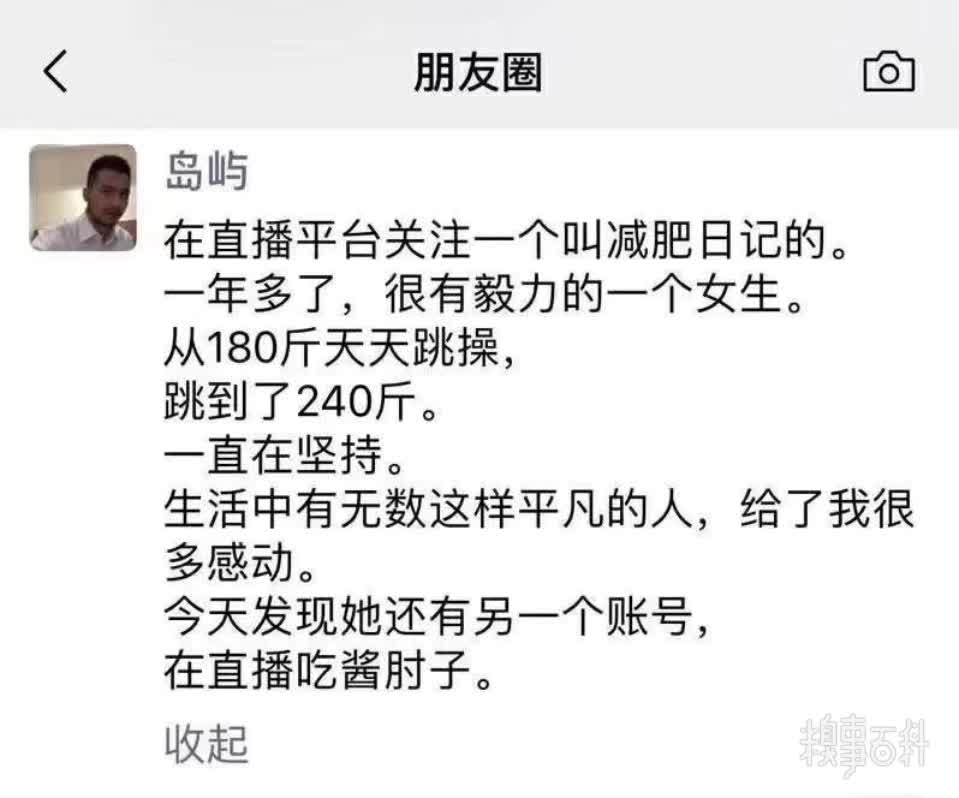 朋友圈
岛屿
在直播平台关注一个叫减肥日记的。
一年多了，很有毅力的一个女生。
从180斤天天跳操，
跳到了240斤。
一直在坚持。
生活中有无数这样平凡的人，给了我很
多感动。
今天发现她还有另一个账号，
在直播吃酱肘子。
收起
糗事百科